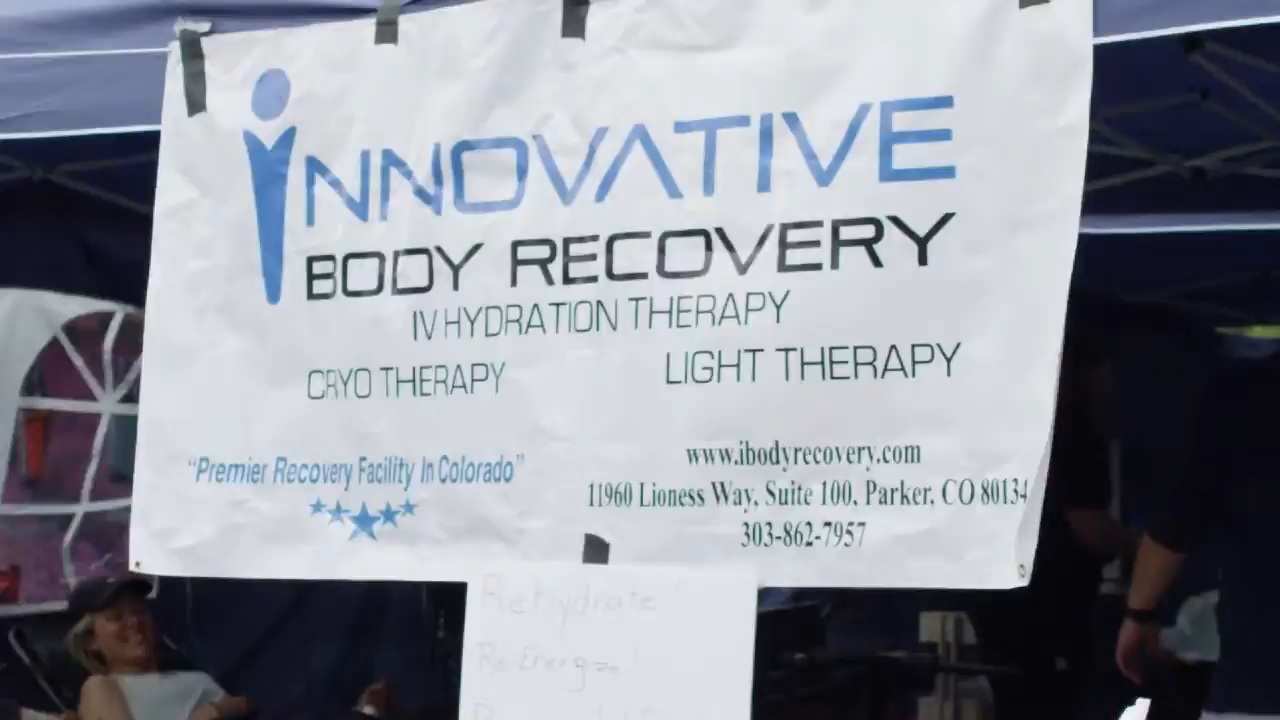 iNNOVATIVE
BODY RECOVERY
IV HYDRATION THERAPY
CRYO THERAPY
LIGHT THERAPY
"Premier Recovery Facility In Colorado"
www.ibodyrecovery.com
11960 Lioness Way, Suite 100, Parker, CO 80134
303-862-7957
Rehydrate
ReEnergize!